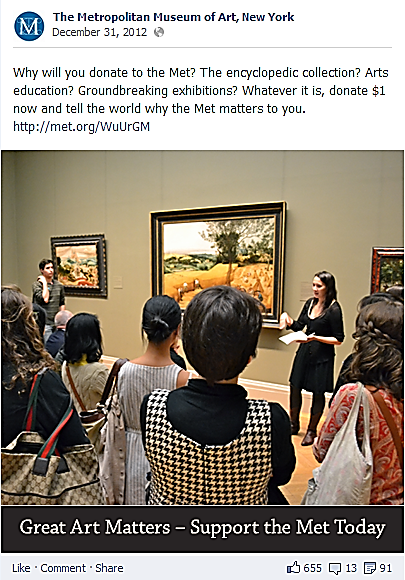 The Metropolitan Museum of Art, New York
December 31, 2012
Why will you donate to the Met? The encyclopedic collection? Arts
education? Groundbreaking exhibitions? Whatever it is, donate $1
now and tell the world why the Met matters to you.
http://met.org/WuUrGM
Great Art Matters – Support the Met Today
Like · Comment · Share 655 13 91